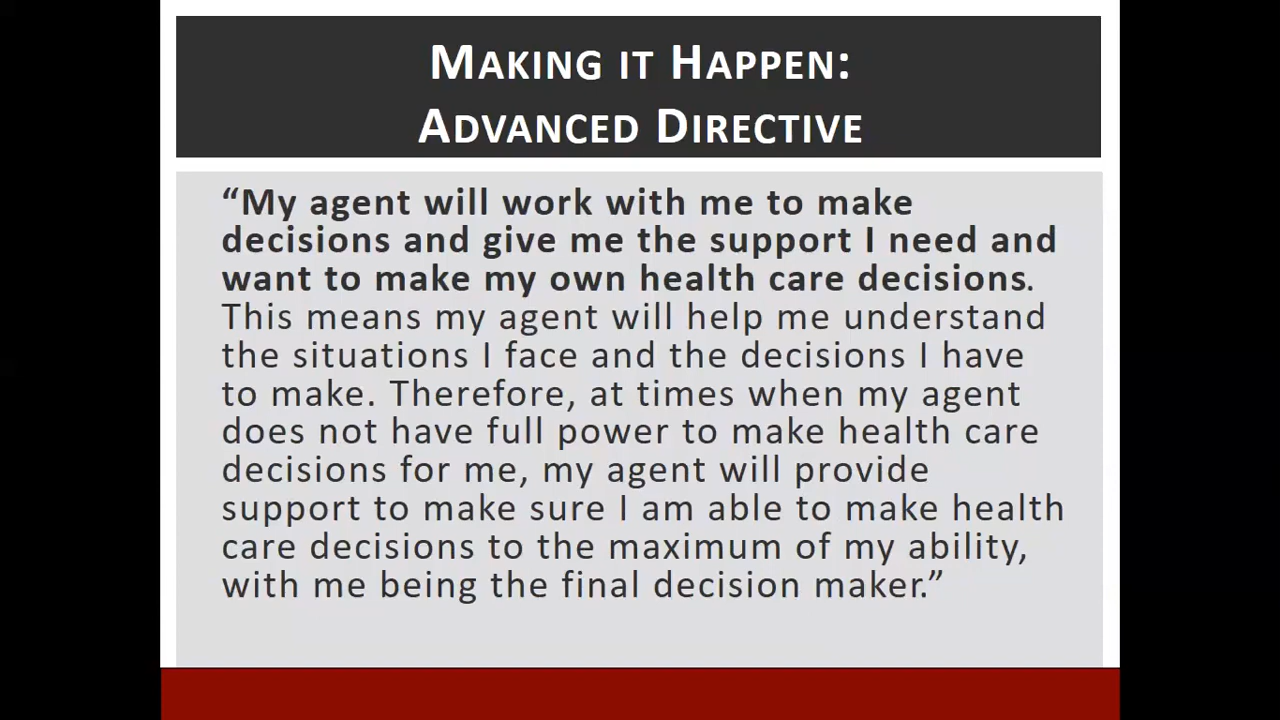 MAKING IT HAPPEN:
ADVANCED DIRECTIVE
“My agent will work with me to make
decisions and give me the support I need and
want to make my own health care decisions.
This means my agent will help me understand
the situations I face and the decisions I have
to make. Therefore, at times when my agent
does not have full power to make health care
decisions for me, my agent will provide
support to make sure I am able to make health
care decisions to the maximum of my ability,
with me being the final decision maker.”